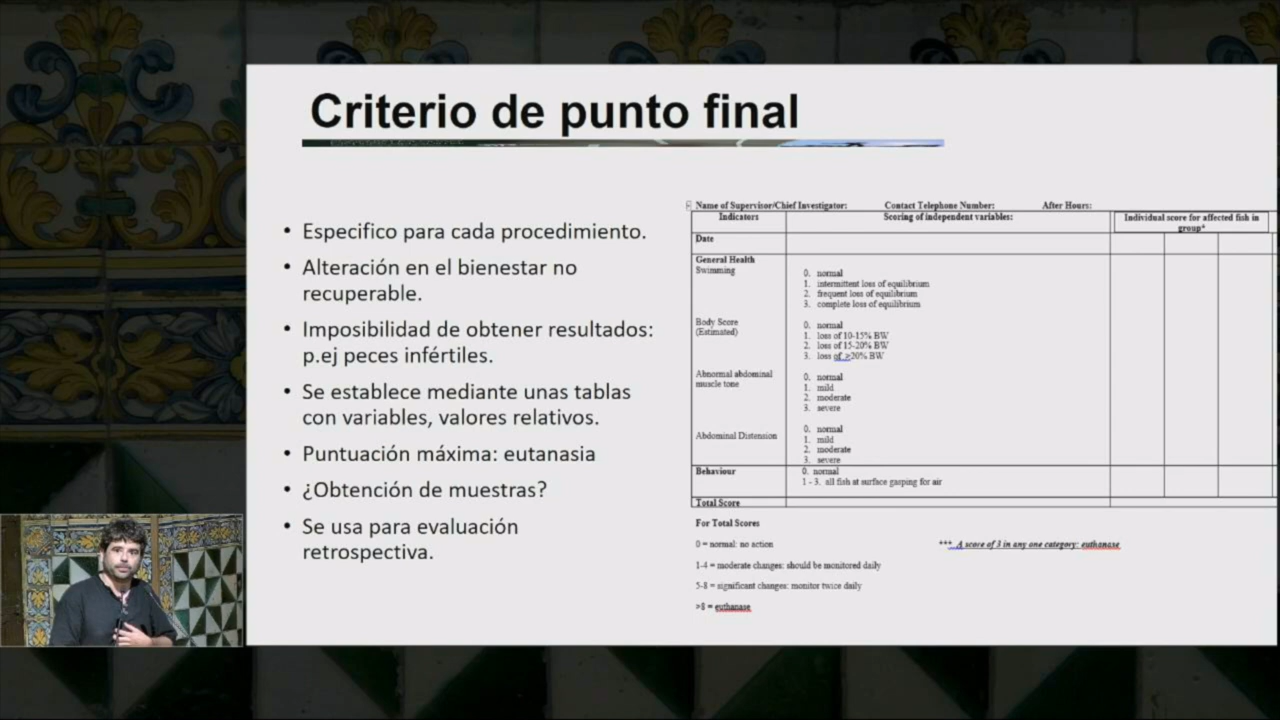 Criterio de punto final
• Especifico para cada procedimiento.
• Alteración en el bienestar no
recuperable.
• Imposibilidad de obtener resultados:
p.ej peces infértiles.
• Se establece mediante unas tablas
con variables, valores relativos.
• Puntuación máxima: eutanasia
• ¿Obtención de muestras?
• Se usa para evaluación
retrospectiva.
Name of Supervisor/Chief Investigator: Contact Telephone Number: After Hours:
Indicators Scoring of independent variables: Individual score for affected fish in
group*
Date
General Health
Swimming
0. normal
1. intermittent loss of equilibrium
2. frequent loss of equilibrium
3. complete loss of equilibrium
Body Score
(Estimated)
0. normal
1. loss of 10-15% BW
2. loss of 15-20% BW
3. loss of ≥20% BW
Abnormal abdominal
muscle tone
0. normal
1. mild
2. moderate
3. severe
Abdominal Distension
0. normal
1. mild
2. moderate
3. severe
Behaviour
0. normal
1 - 3. all fish at surface gasping for air
Total Score
For Total Scores
0 = normal: no action
*** A score of 3 in any one category: euthanase
1-4 = moderate changes: should be monitored daily
5-8 = significant changes: monitor twice daily
>8 = euthanase